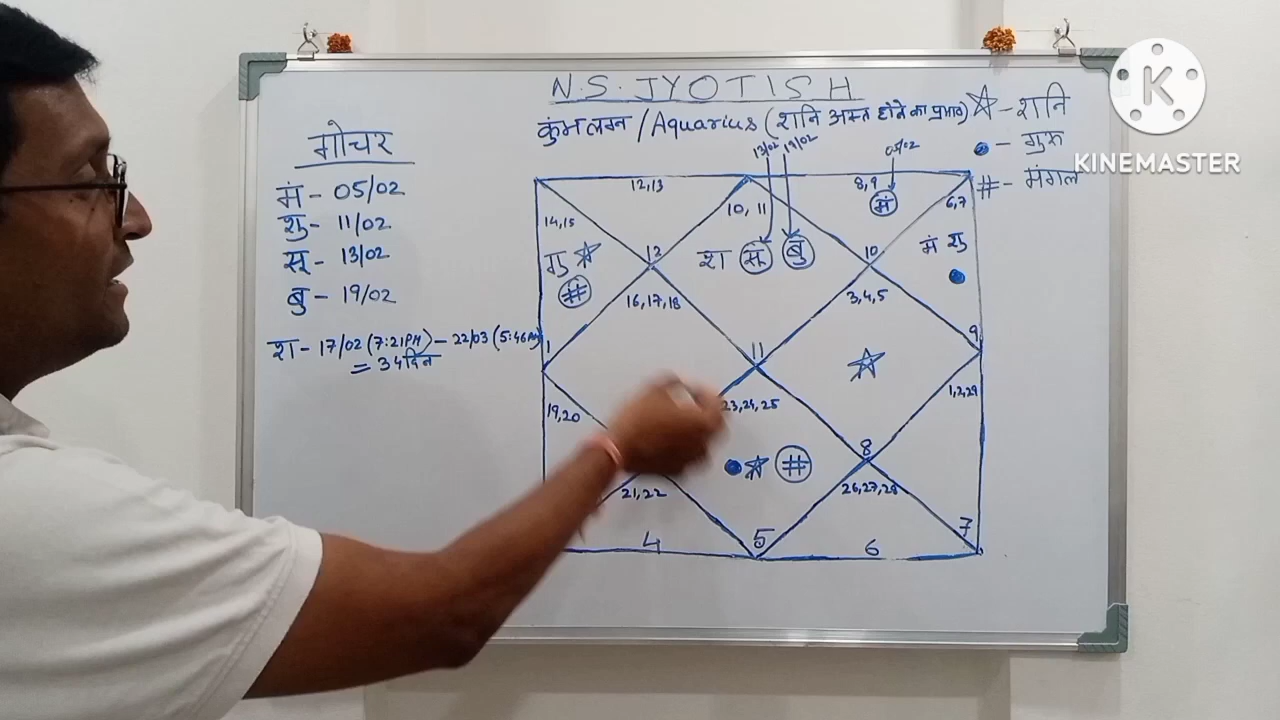 N.S. JYOTISH
कुंभ लग्न / Aquarius (शनि अस्त होने का प्रभाव)
☆ - शनि
● - गुरु
# - मंगल
K
KINEMASTER
गोचर
मं - 05/02
शु - 11/02
सू - 13/02
बु - 19/02
श - 17/02 (7:21PM) - 22/03 (5:46AM)
= 34 दिन
13/02 19/02 05/02
12,13
8,9
मं
14,15
10, 11
6,7
गु ☆
#
12
श सू बु
10
मं शु
●
16,17,18
3,4,5
1
11
☆
9
19,20
23,24,25
1,2,29
● ☆ #
8
21,22
26,27,28
4
5
6
7